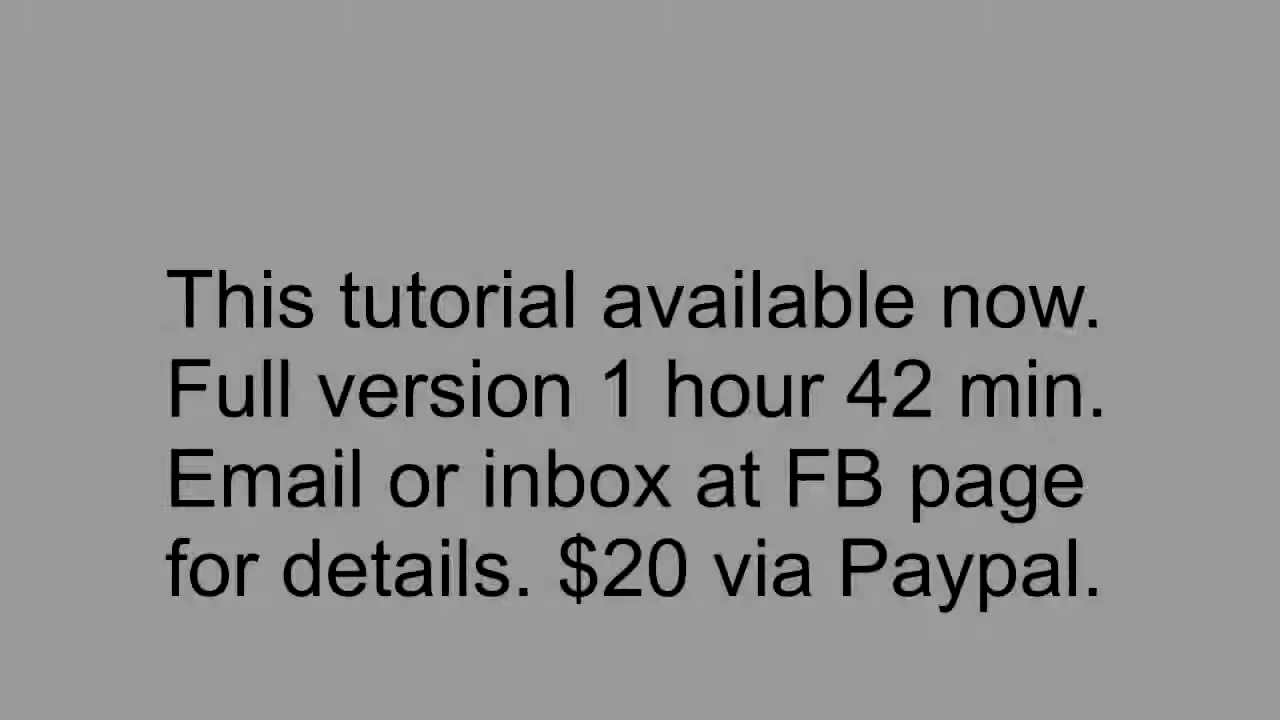 This tutorial available now.
Full version 1 hour 42 min.
Email or inbox at FB page
for details. $20 via Paypal.